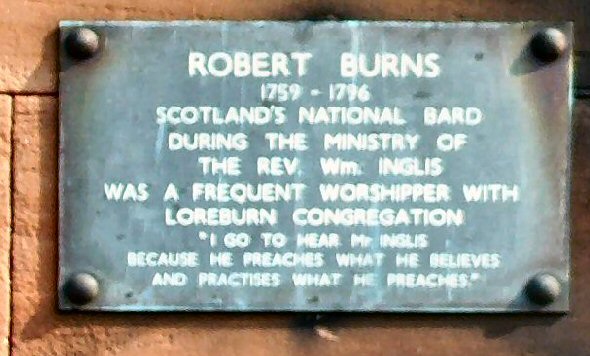 ROBERT BURNS
1759 - 1796
SCOTLAND'S NATIONAL BARD
DURING THE MINISTRY OF
THE REV. Wm. INGLIS
WAS A FREQUENT WORSHIPPER WITH
LOREBURN CONGREGATION
"I GO TO HEAR Mr INGLIS
BECAUSE HE PREACHES WHAT HE BELIEVES
AND PRACTISES WHAT HE PREACHES."